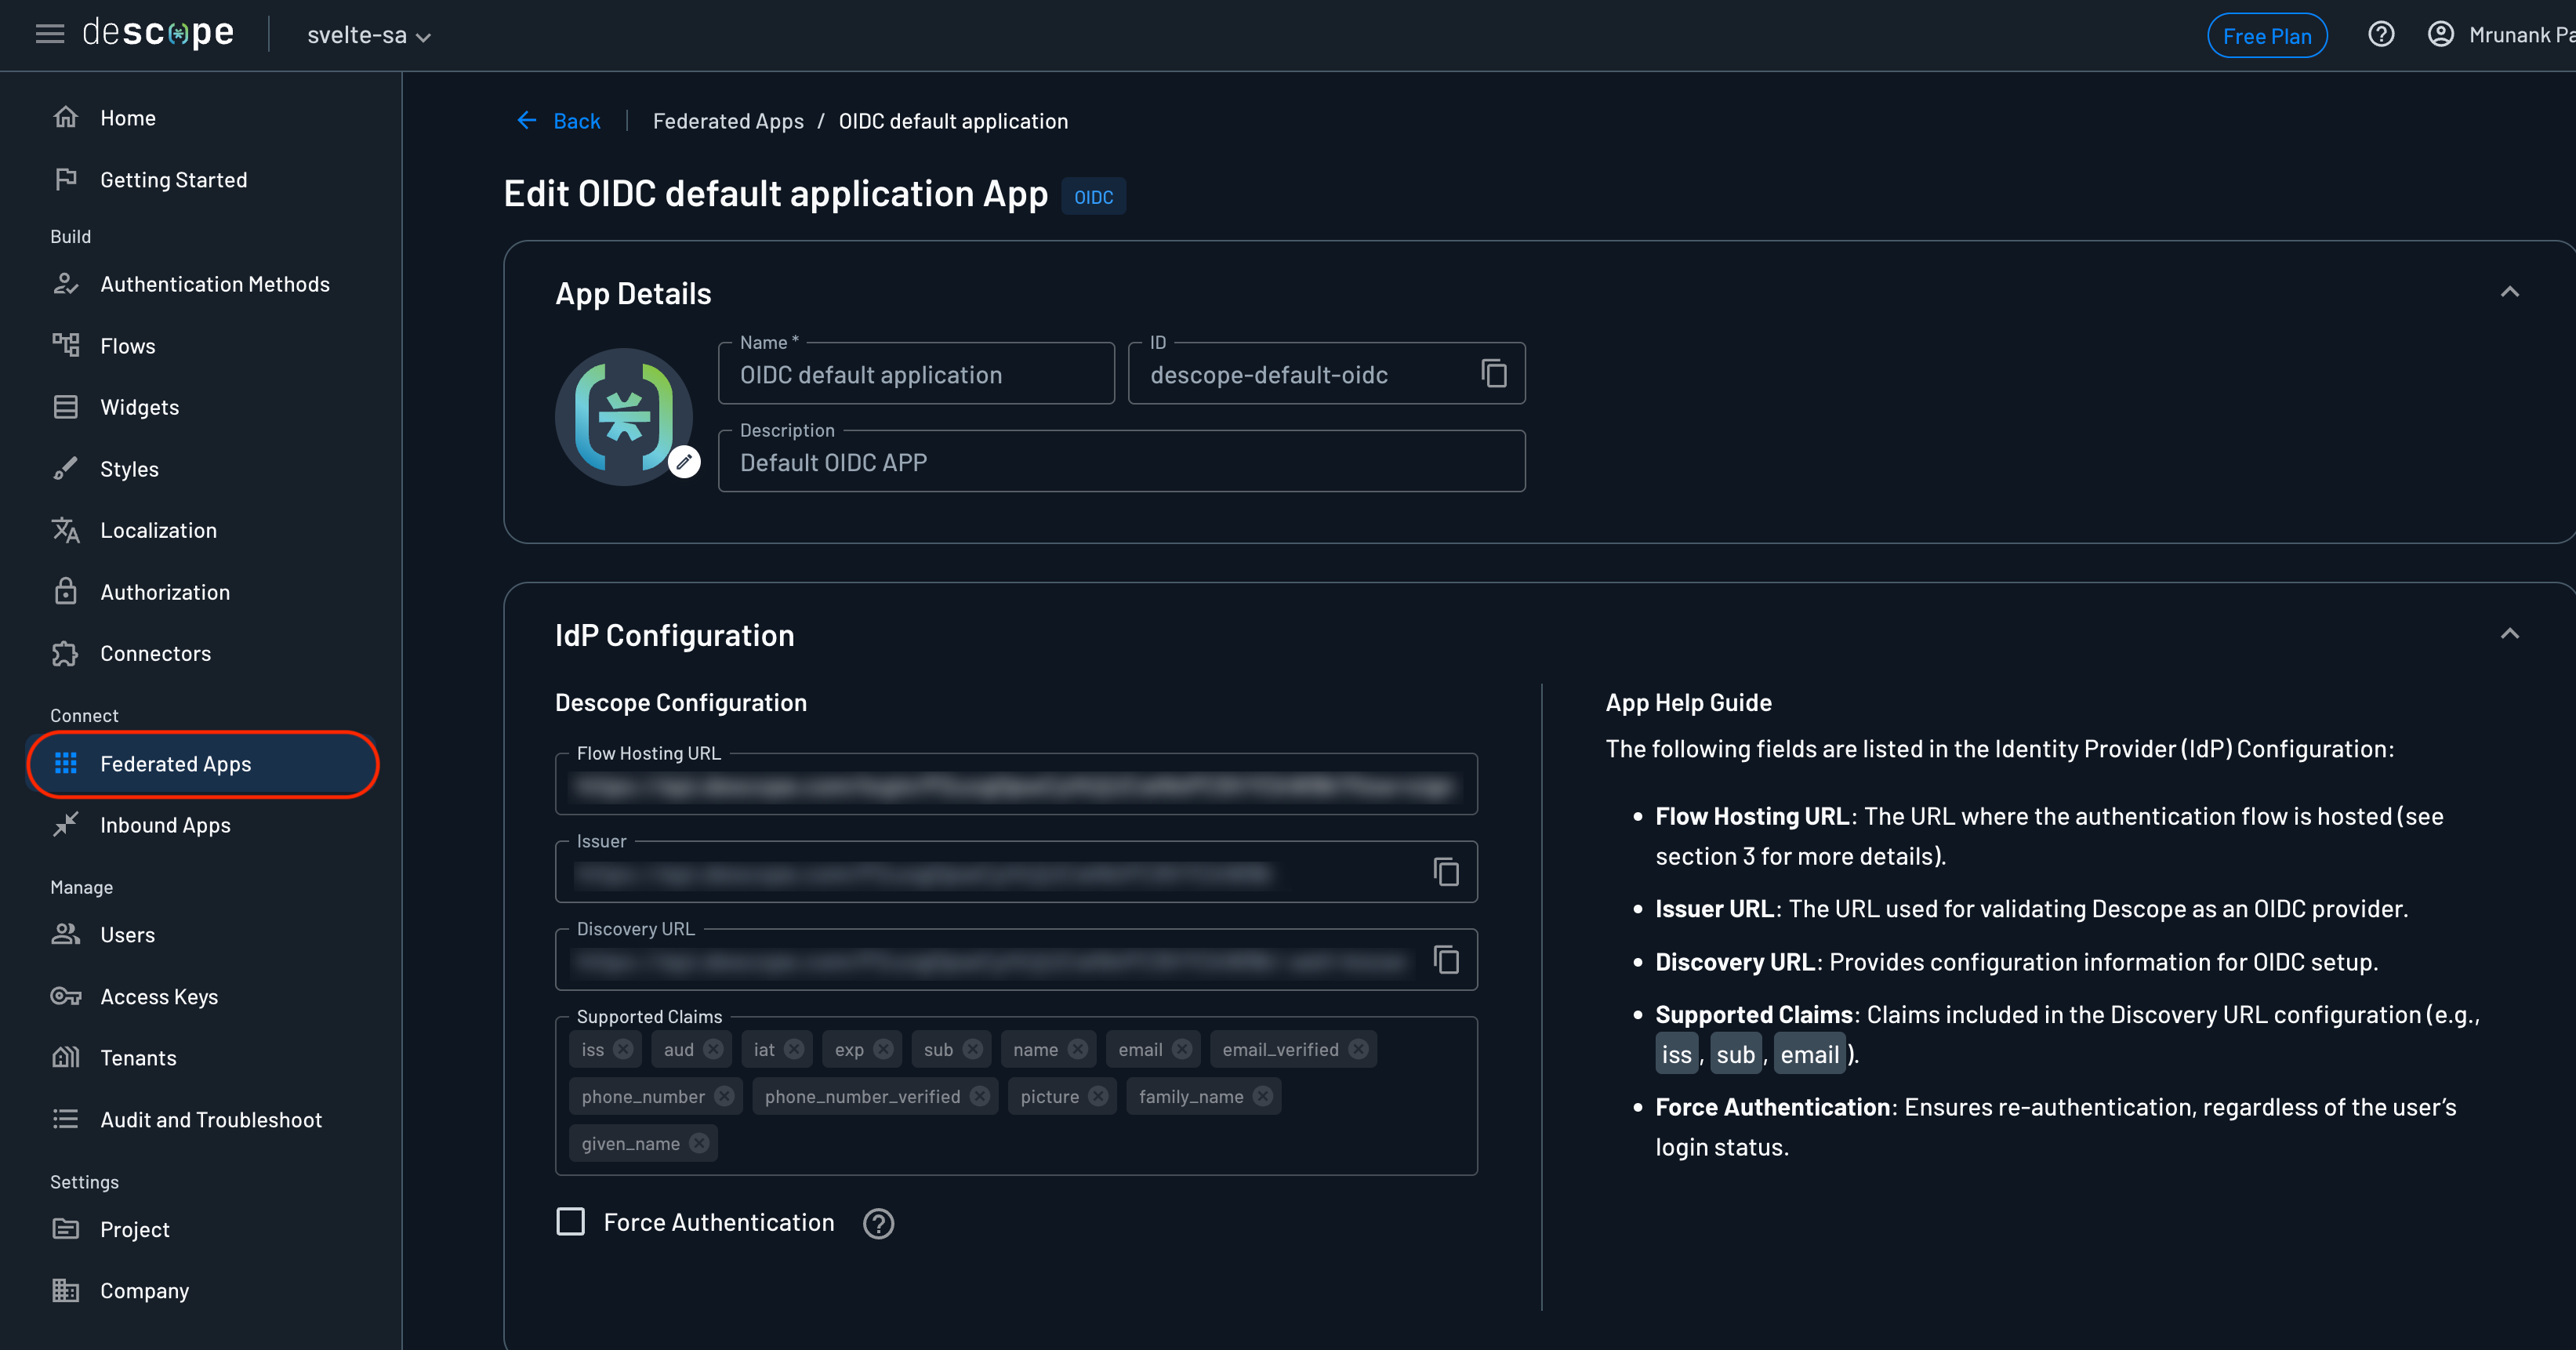 descope
svelte-sa
Free Plan
Mrunank Pa
Home
Getting Started
Build
Authentication Methods
Flows
Widgets
Styles
Localization
Authorization
Connectors
Connect
Federated Apps
Inbound Apps
Manage
Users
Access Keys
Tenants
Audit and Troubleshoot
Settings
Project
Company
Back
Federated Apps / OIDC default application
Edit OIDC default application App OIDC
App Details
Name *
OIDC default application
ID
descope-default-oidc
Description
Default OIDC APP
IdP Configuration
Descope Configuration
Flow Hosting URL
Issuer
Discovery URL
Supported Claims
iss aud iat exp sub name email email_verified
phone_number phone_number_verified picture family_name
given_name
Force Authentication
App Help Guide
The following fields are listed in the Identity Provider (IdP) Configuration:
• Flow Hosting URL: The URL where the authentication flow is hosted (see
section 3 for more details).
• Issuer URL: The URL used for validating Descope as an OIDC provider.
• Discovery URL: Provides configuration information for OIDC setup.
• Supported Claims: Claims included in the Discovery URL configuration (e.g.,
iss, sub, email).
• Force Authentication: Ensures re-authentication, regardless of the user’s
login status.